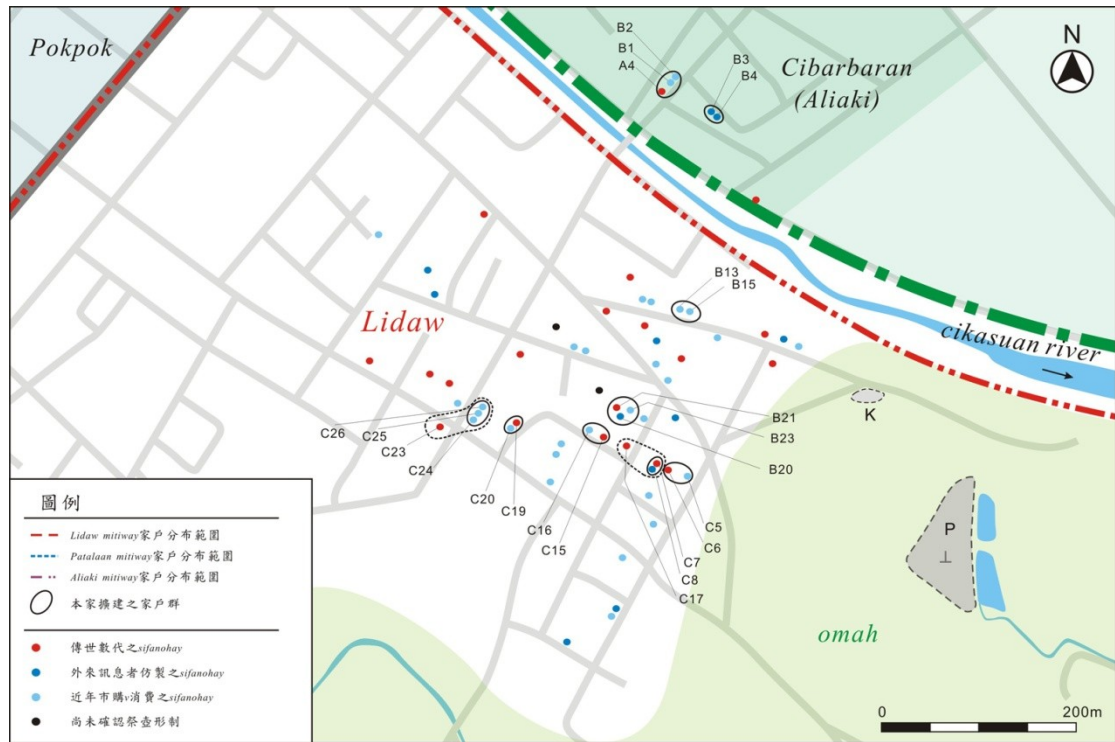 Pokpok
B2
B1
A4
B3
B4
Cibarbaran
(Aliaki)
N
B13
B15
Lidaw
cikasuan river
K
B21
B23
B20
C26
C25
C23
C24
C20
C19
C16
C15
C5
C6
C7
C8
C17
P
omah
圖例
Lidaw mitiway家戶分布範圍
Patalaan mitiway家戶分布範圍
Aliaki mitiway家戶分布範圍
本家擴建之家戶群
傳世數代之sifanohay
外來訊息者仿製之sifanohay
近年市購v消費之sifanohay
尚未確認祭壺形制
0 200m